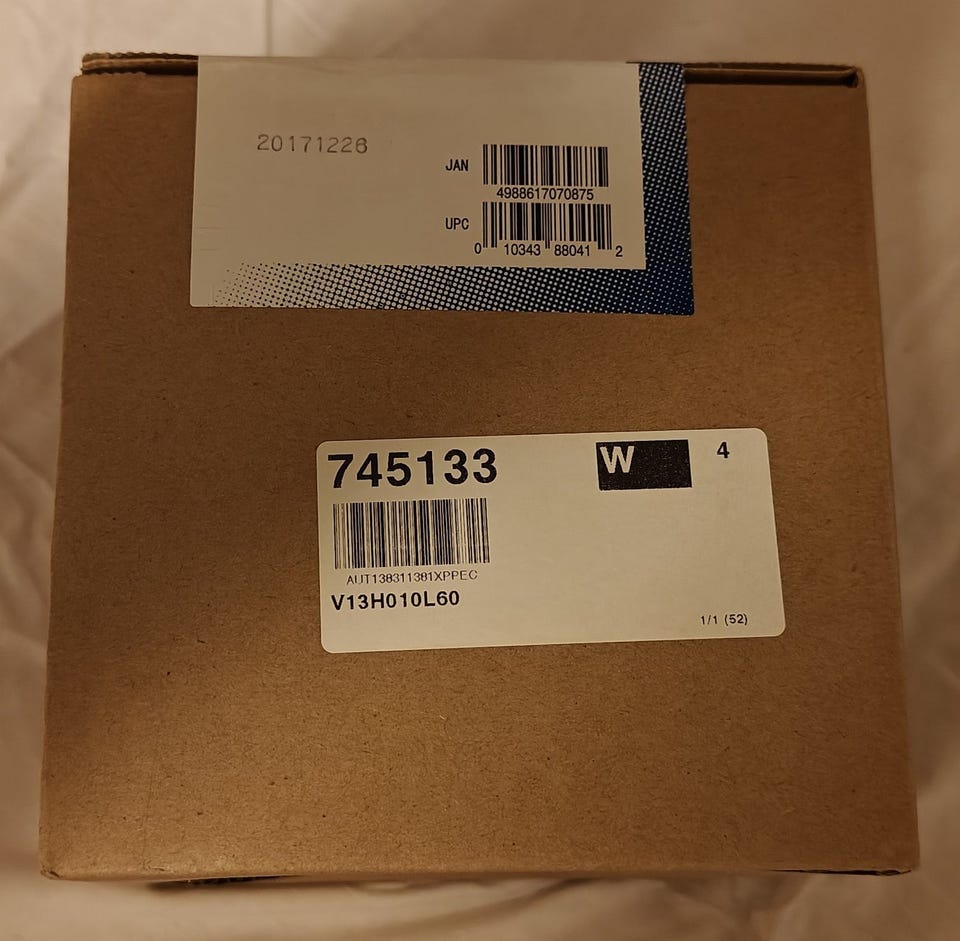 20171226
JAN
4988617070875
UPC
0 10343 88041 2
745133
W 4
AUT138311381XPPEC
V13H010L60
1/1 (52)